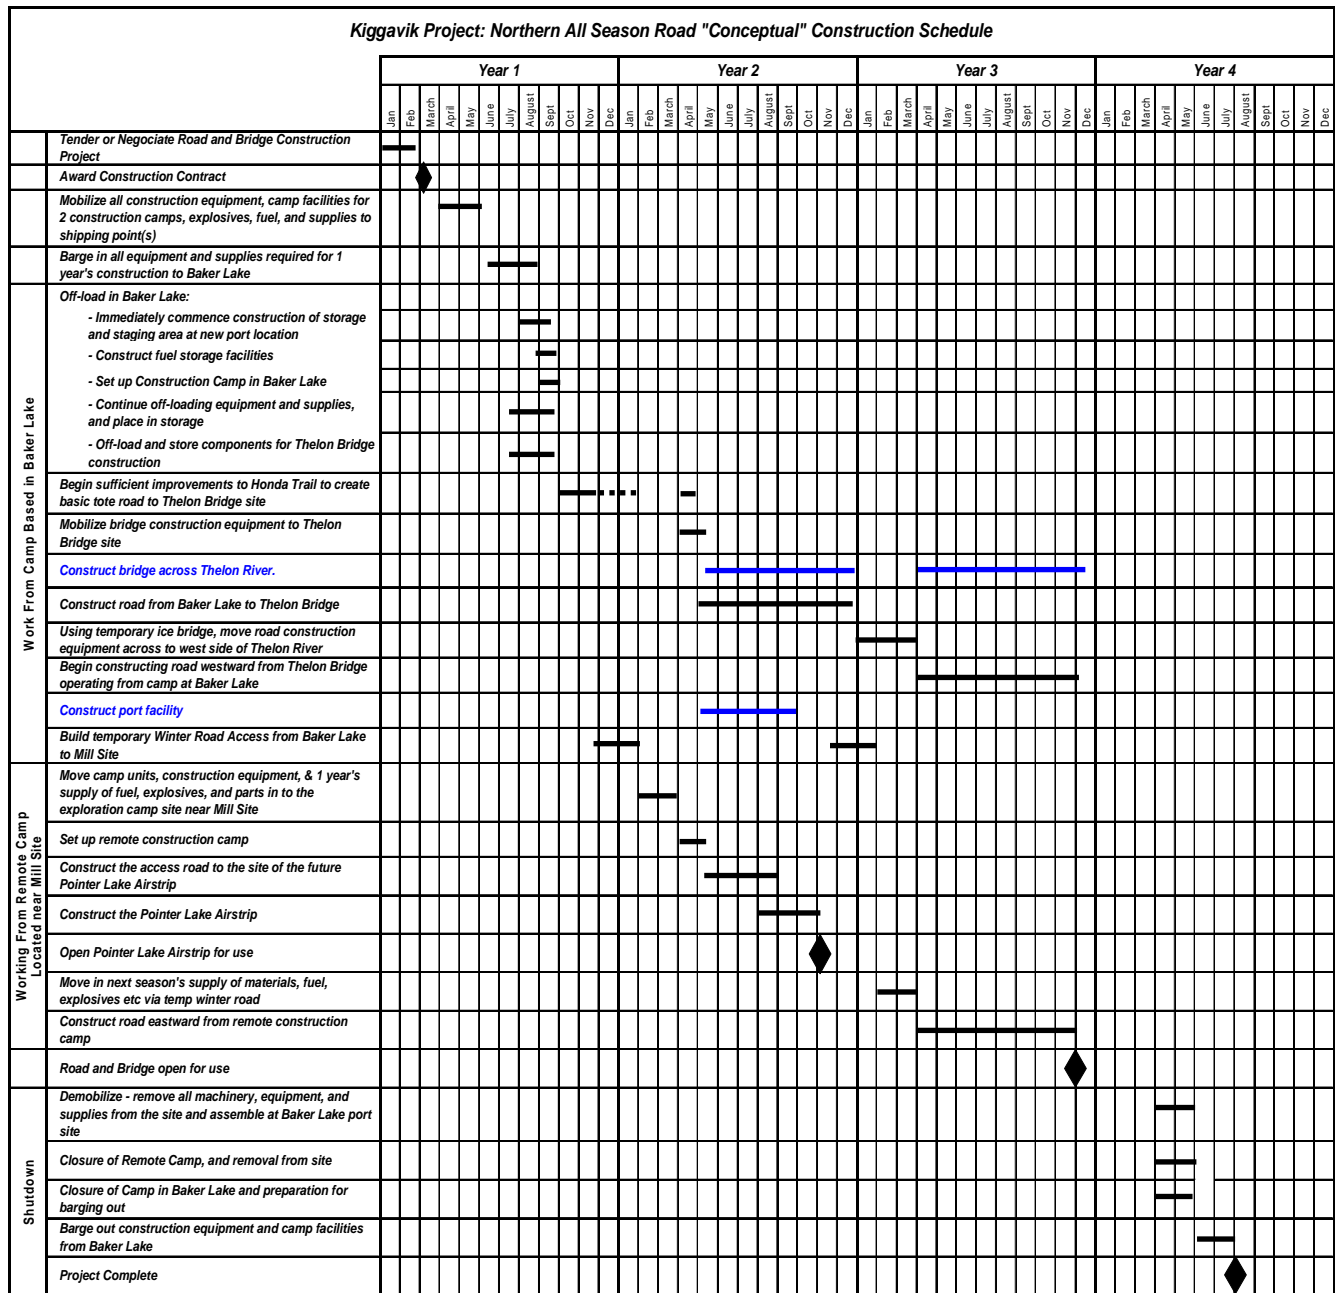 Kiggavik Project: Northern All Season Road "Conceptual" Construction Schedule
Year 1 Year 2 Year 3 Year 4
Jan Feb March April May June July August Sept Oct Nov Dec Jan Feb March April May June July August Sept Oct Nov Dec Jan Feb March April May June July August Sept Oct Nov Dec Jan Feb March April May June July August Sept Oct Nov Dec
Tender or Negociate Road and Bridge Construction
Project
Award Construction Contract
Mobilize all construction equipment, camp facilities for
2 construction camps, explosives, fuel, and supplies to
shipping point(s)
Barge in all equipment and supplies required for 1
year's construction to Baker Lake
Work From Camp Based in Baker Lake
Off-load in Baker Lake:
- Immediately commence construction of storage
and staging area at new port location
- Construct fuel storage facilities
- Set up Construction Camp in Baker Lake
- Continue off-loading equipment and supplies,
and place in storage
- Off-load and store components for Thelon Bridge
construction
Begin sufficient improvements to Honda Trail to create
basic tote road to Thelon Bridge site
Mobilize bridge construction equipment to Thelon
Bridge site
Construct bridge across Thelon River.
Construct road from Baker Lake to Thelon Bridge
Using temporary ice bridge, move road construction
equipment across to west side of Thelon River
Begin constructing road westward from Thelon Bridge
operating from camp at Baker Lake
Construct port facility
Build temporary Winter Road Access from Baker Lake
to Mill Site
Working From Remote Camp
Located near Mill Site
Move camp units, construction equipment, & 1 year's
supply of fuel, explosives, and parts in to the
exploration camp site near Mill Site
Set up remote construction camp
Construct the access road to the site of the future
Pointer Lake Airstrip
Construct the Pointer Lake Airstrip
Open Pointer Lake Airstrip for use
Move in next season's supply of materials, fuel,
explosives etc via temp winter road
Construct road eastward from remote construction
camp
Road and Bridge open for use
Shutdown
Demobilize - remove all machinery, equipment, and
supplies from the site and assemble at Baker Lake port
site
Closure of Remote Camp, and removal from site
Closure of Camp in Baker Lake and preparation for
barging out
Barge out construction equipment and camp facilities
from Baker Lake
Project Complete